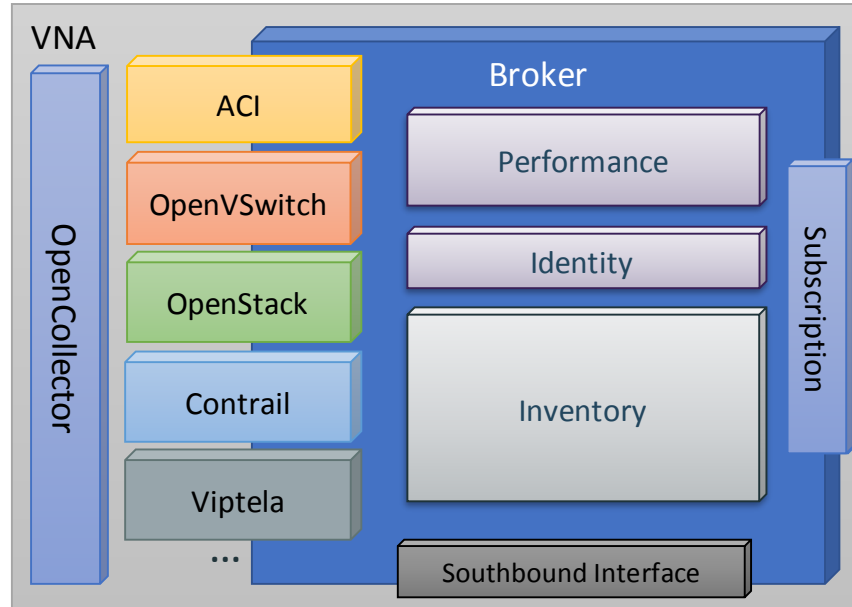 VNA
OpenCollector
ACI
OpenVSwitch
OpenStack
Contrail
Viptela
...
Broker
Performance
Identity
Inventory
Subscription
Southbound Interface